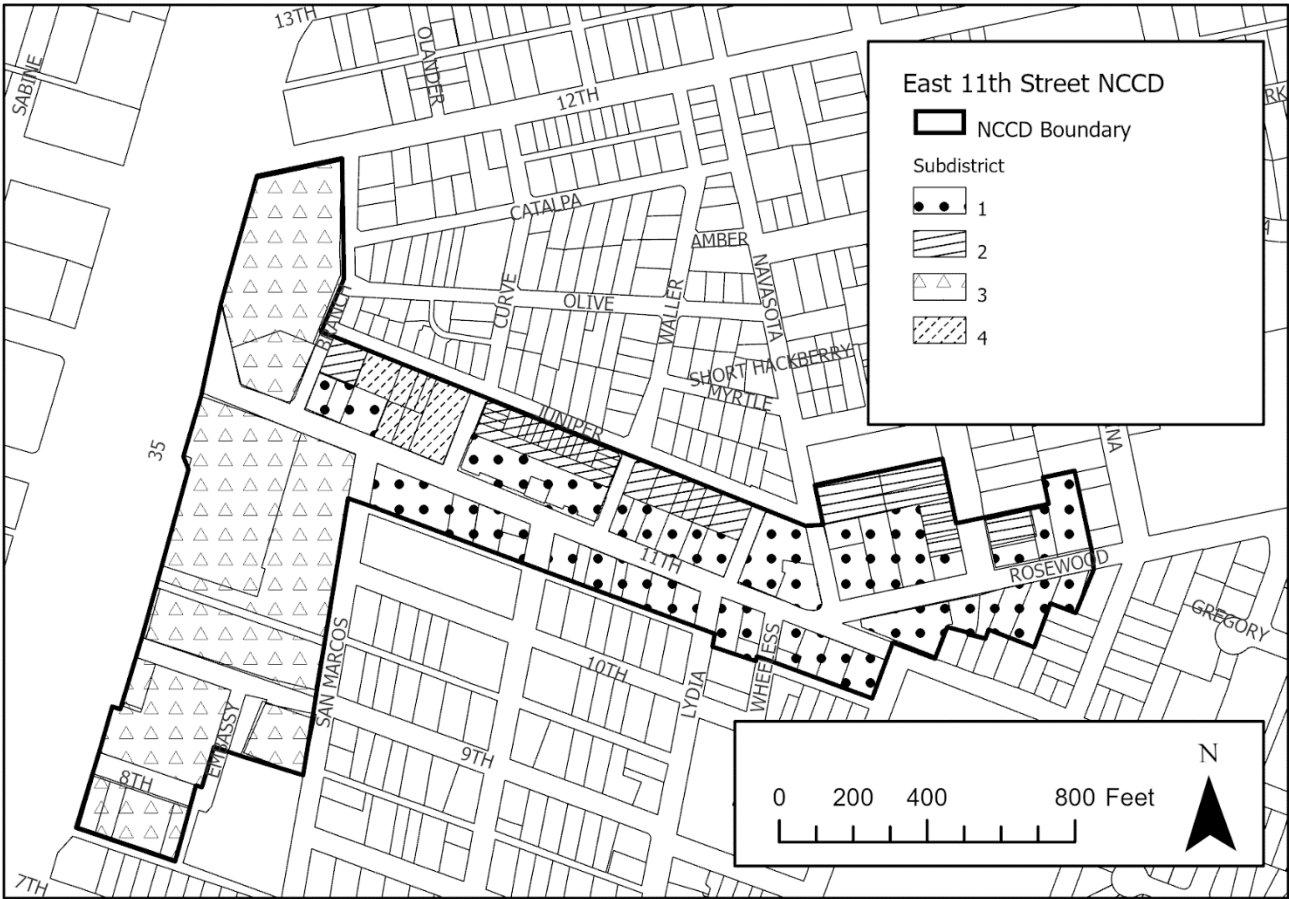 13TH
SABINE
OLANDER
12TH
East 11th Street NCCD
NCCD Boundary
Subdistrict
1
2
3
4
CATALPA
AMBER
NAVASOTA
BRANCH
CURVE
OLIVE
WALLER
SHORT HACKBERRY
MYRTLE
JUNIPER
35
11TH
ROSEWOOD
GREGORY
SAN MARCOS
10TH
LYDIA
WHEELESS
EMBASSY
9TH
8TH
7TH
N
0 200 400 800 Feet